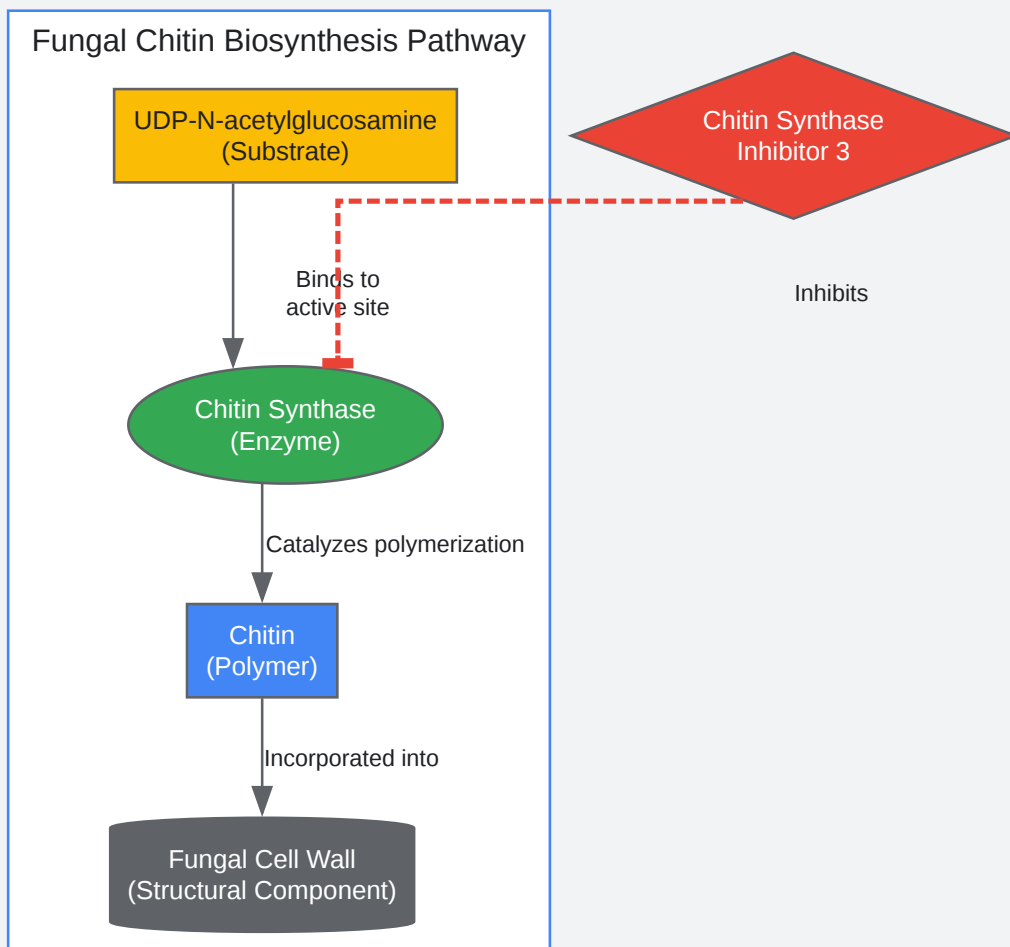 Fungal Chitin Biosynthesis Pathway
UDP-N-acetylglucosamine
(Substrate)
Chitin Synthase
Inhibitor 3
Binds to
active site
Inhibits
Chitin Synthase
(Enzyme)
Catalyzes polymerization
Chitin
(Polymer)
Incorporated into
Fungal Cell Wall
(Structural Component)